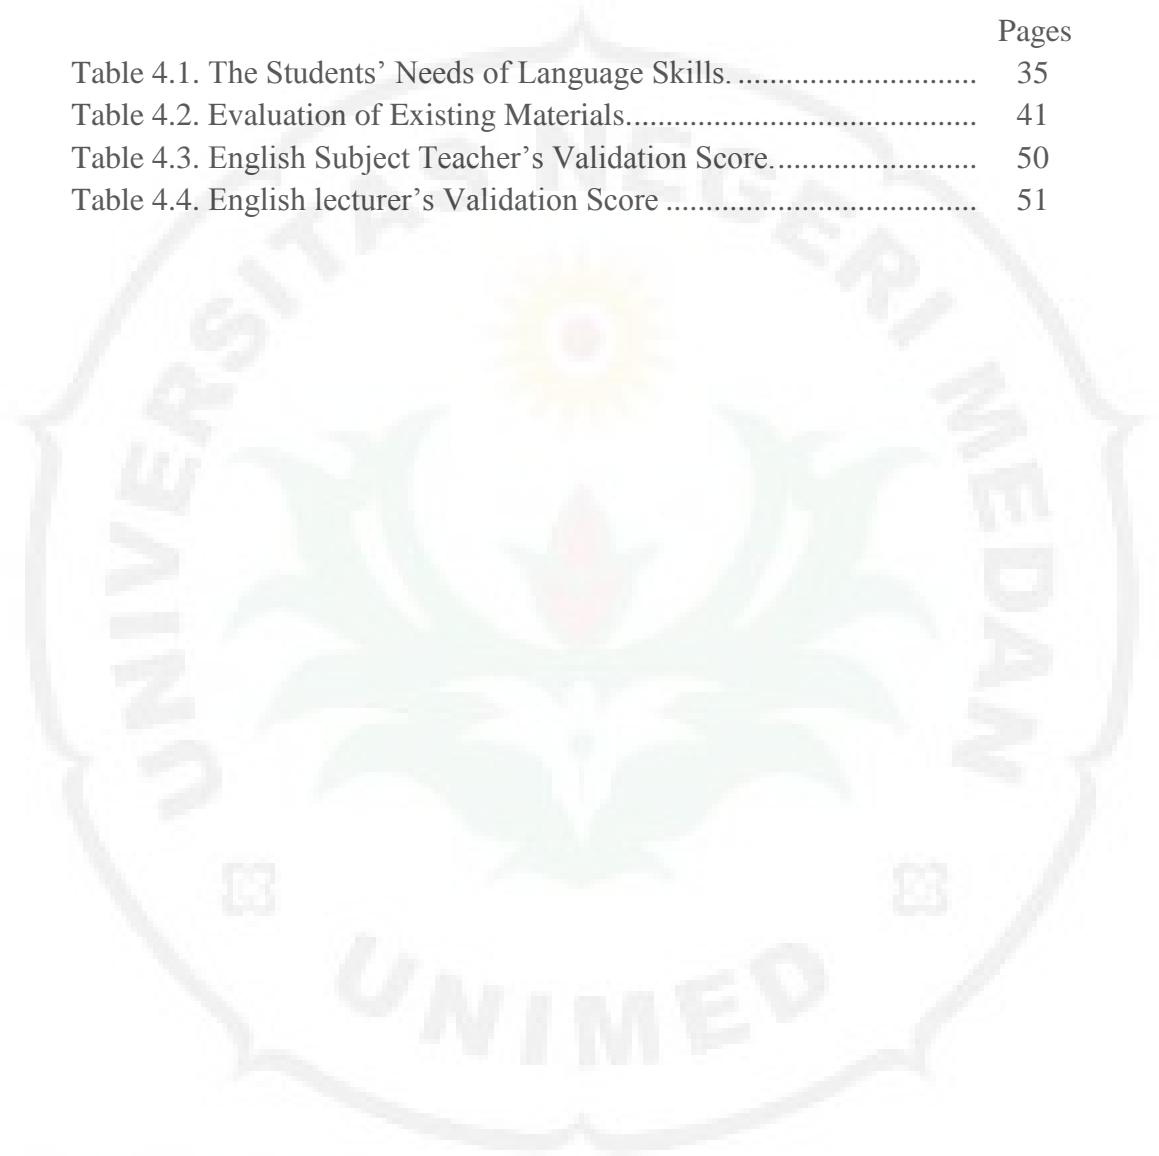 Pages
Table 4.1. The Students’ Needs of Language Skills. .............................. 35
Table 4.2. Evaluation of Existing Materials............................................. 41
Table 4.3. English Subject Teacher’s Validation Score.......................... 50
Table 4.4. English lecturer’s Validation Score ....................................... 51
UNIVERSITAS NEGERI MEDAN
UNIMED